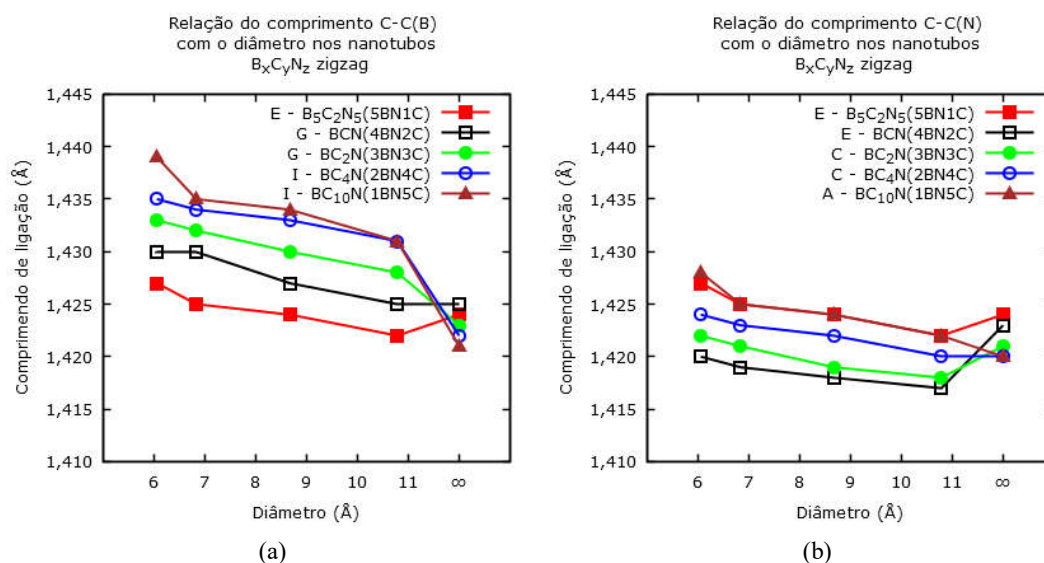 Relação do comprimento C-C(B)
com o diâmetro nos nanotubos
BxCyNz zigzag
1,445
1,440
1,435
1,430
1,425
1,420
1,415
1,410
Comprimendo de ligação (Å)
E - B5C2N5(5BN1C)
G - BCN(4BN2C)
G - BC2N(3BN3C)
I - BC4N(2BN4C)
I - BC10N(1BN5C)
6 7 8 9 10 11 ∞
Diâmetro (Å)
(a)
Relação do comprimento C-C(N)
com o diâmetro nos nanotubos
BxCyNz zigzag
1,445
1,440
1,435
1,430
1,425
1,420
1,415
1,410
Comprimendo de ligação (Å)
E - B5C2N5(5BN1C)
E - BCN(4BN2C)
C - BC2N(3BN3C)
C - BC4N(2BN4C)
A - BC10N(1BN5C)
6 7 8 9 10 11 ∞
Diâmetro (Å)
(b)